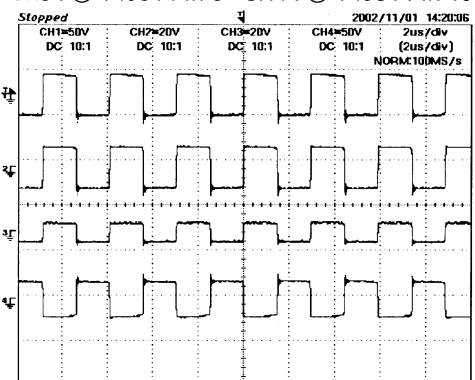 Stopped 2002/11/01 14:20:06
CH1=50V CH2=20V CH3=20V CH4=50V 2us/div
DC 10:1 DC 10:1 DC 10:1 DC 10:1 (2us/div)
NORM:100MS/s